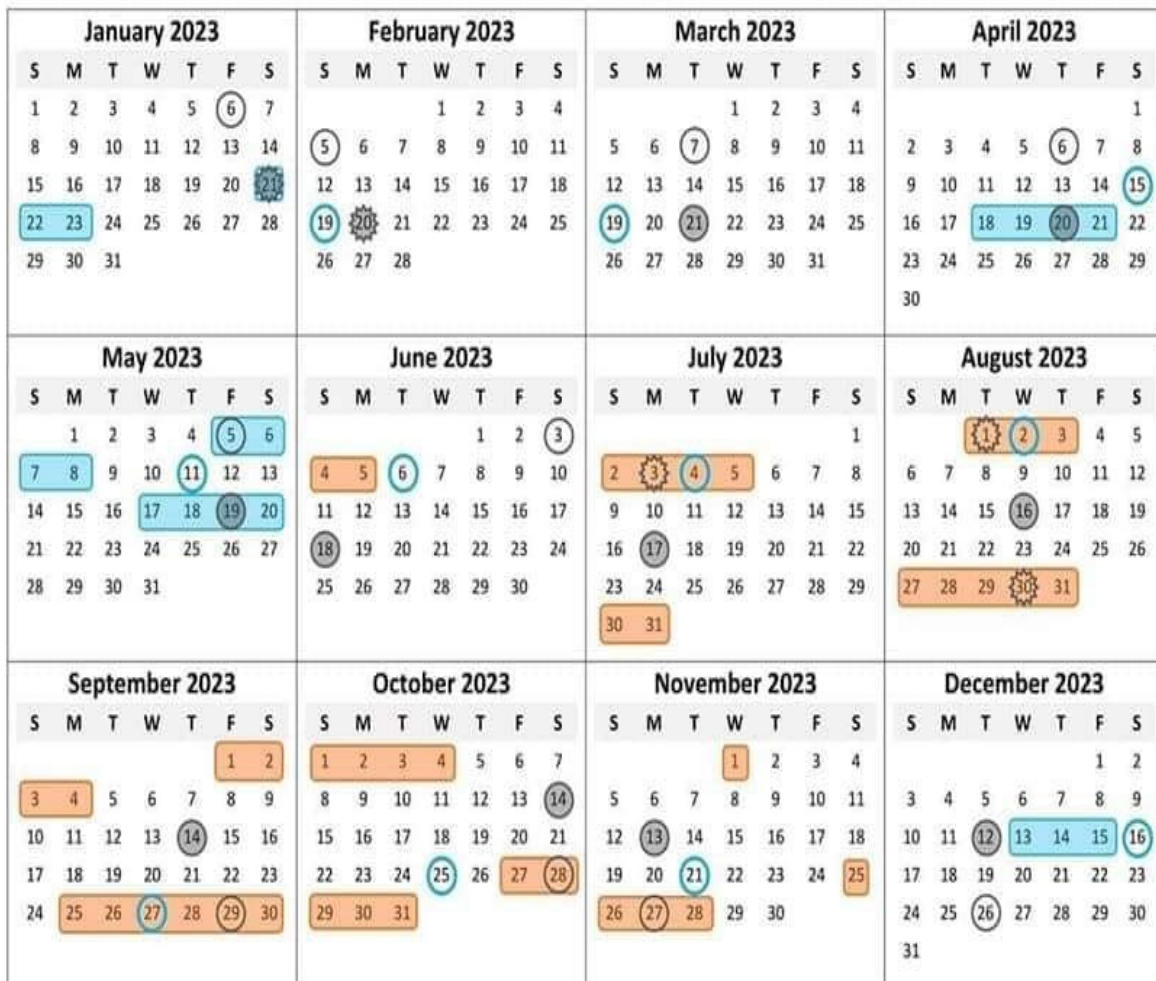 January 2023
S M T W T F S
1 2 3 4 5 6 7
8 9 10 11 12 13 14
15 16 17 18 19 20 21
22 23 24 25 26 27 28
29 30 31
February 2023
S M T W T F S
1 2 3 4
5 6 7 8 9 10 11
12 13 14 15 16 17 18
19 20 21 22 23 24 25
26 27 28
March 2023
S M T W T F S
1 2 3 4
5 6 7 8 9 10 11
12 13 14 15 16 17 18
19 20 21 22 23 24 25
26 27 28 29 30 31
April 2023
S M T W T F S
1
2 3 4 5 6 7 8
9 10 11 12 13 14 15
16 17 18 19 20 21 22
23 24 25 26 27 28 29
30
May 2023
S M T W T F S
1 2 3 4 5 6
7 8 9 10 11 12 13
14 15 16 17 18 19 20
21 22 23 24 25 26 27
28 29 30 31
June 2023
S M T W T F S
1 2 3
4 5 6 7 8 9 10
11 12 13 14 15 16 17
18 19 20 21 22 23 24
25 26 27 28 29 30
July 2023
S M T W T F S
1
2 3 4 5 6 7 8
9 10 11 12 13 14 15
16 17 18 19 20 21 22
23 24 25 26 27 28 29
30 31
August 2023
S M T W T F S
1 2 3 4 5
6 7 8 9 10 11 12
13 14 15 16 17 18 19
20 21 22 23 24 25 26
27 28 29 30 31
September 2023
S M T W T F S
1 2
3 4 5 6 7 8 9
10 11 12 13 14 15 16
17 18 19 20 21 22 23
24 25 26 27 28 29 30
October 2023
S M T W T F S
1 2 3 4 5 6 7
8 9 10 11 12 13 14
15 16 17 18 19 20 21
22 23 24 25 26 27 28
29 30 31
November 2023
S M T W T F S
1 2 3 4
5 6 7 8 9 10 11
12 13 14 15 16 17 18
19 20 21 22 23 24 25
26 27 28 29 30
December 2023
S M T W T F S
1 2
3 4 5 6 7 8 9
10 11 12 13 14 15 16
17 18 19 20 21 22 23
24 25 26 27 28 29 30
31